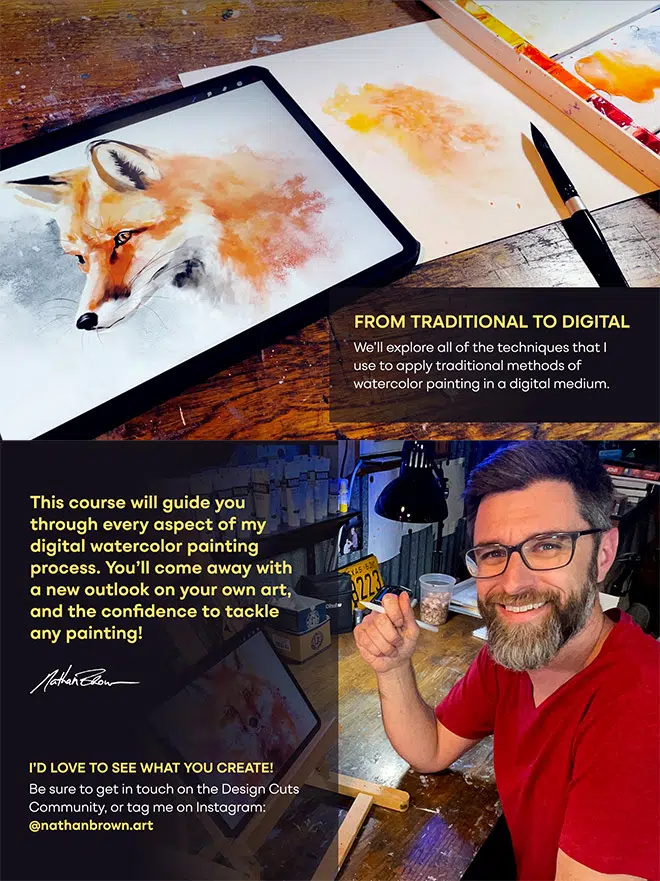 FROM TRADITIONAL TO DIGITAL
We'll explore all of the techniques that I
use to apply traditional methods of
watercolor painting in a digital medium.
This course will guide you
through every aspect of my
digital watercolor painting
process. You'll come away with
a new outlook on your own art,
and the confidence to tackle
any painting!
Nathan Brown
I'D LOVE TO SEE WHAT YOU CREATE!
Be sure to get in touch on the Design Cuts
Community, or tag me on Instagram:
@nathanbrown.art